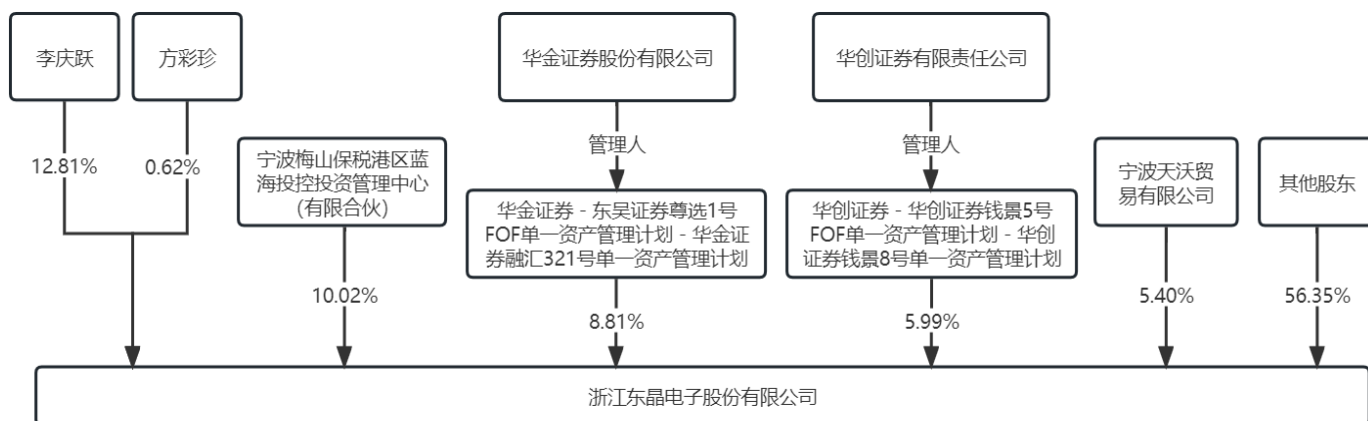 李庆跃
方彩珍
华金证券股份有限公司
华创证券有限责任公司
12.81%
0.62%
管理人
管理人
宁波梅山保税港区蓝
海投控投资管理中心
(有限合伙)
宁波天沃贸
易有限公司
其他股东
华金证券-东吴证券尊选1号
FOF单一资产管理计划-华金证
券融汇321号单一资产管理计划
华创证券-华创证券钱景5号
FOF单一资产管理计划-华创
证券钱景8号单一资产管理计划
10.02%
8.81%
5.99%
5.40%
56.35%
浙江东晶电子股份有限公司